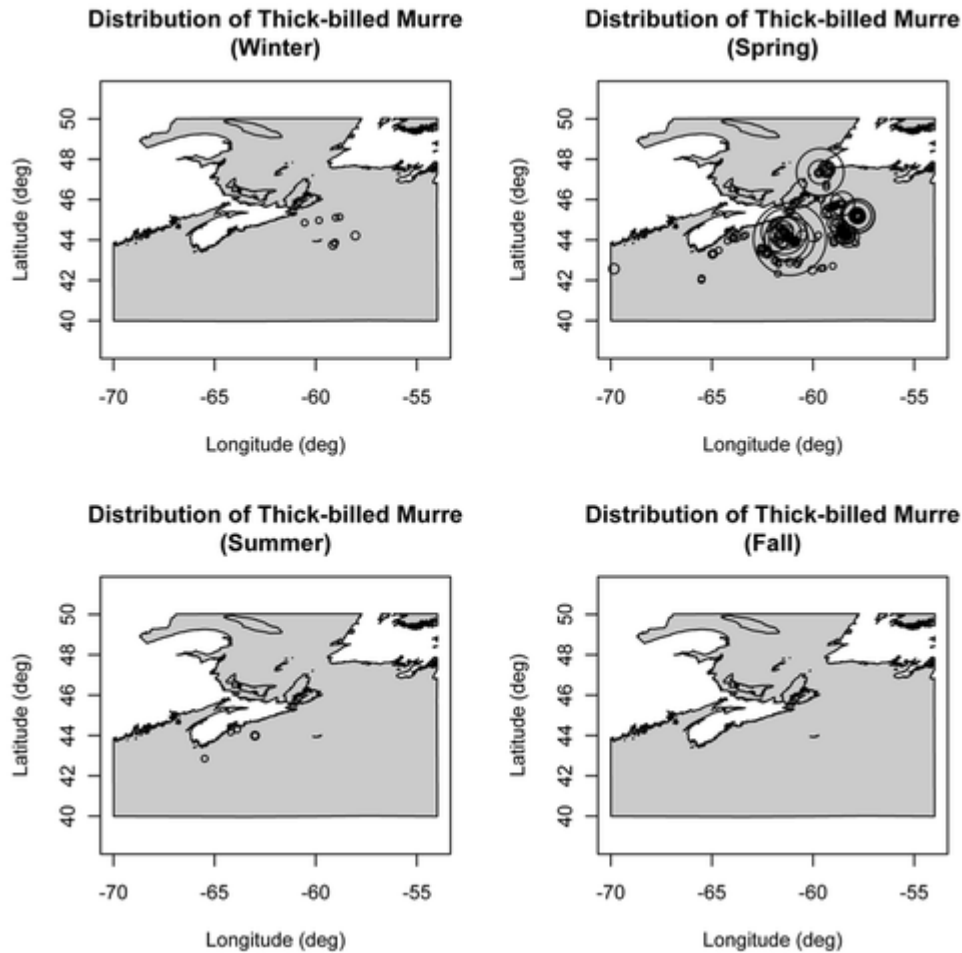 Distribution of Thick-billed Murre
(Winter)
Latitude (deg)
50
48
46
44
42
40
-70
-65
-60
-55
Longitude (deg)
Distribution of Thick-billed Murre
(Spring)
Latitude (deg)
50
48
46
44
42
40
-70
-65
-60
-55
Longitude (deg)
Distribution of Thick-billed Murre
(Summer)
Latitude (deg)
50
48
46
44
42
40
-70
-65
-60
-55
Longitude (deg)
Distribution of Thick-billed Murre
(Fall)
Latitude (deg)
50
48
46
44
42
40
-70
-65
-60
-55
Longitude (deg)